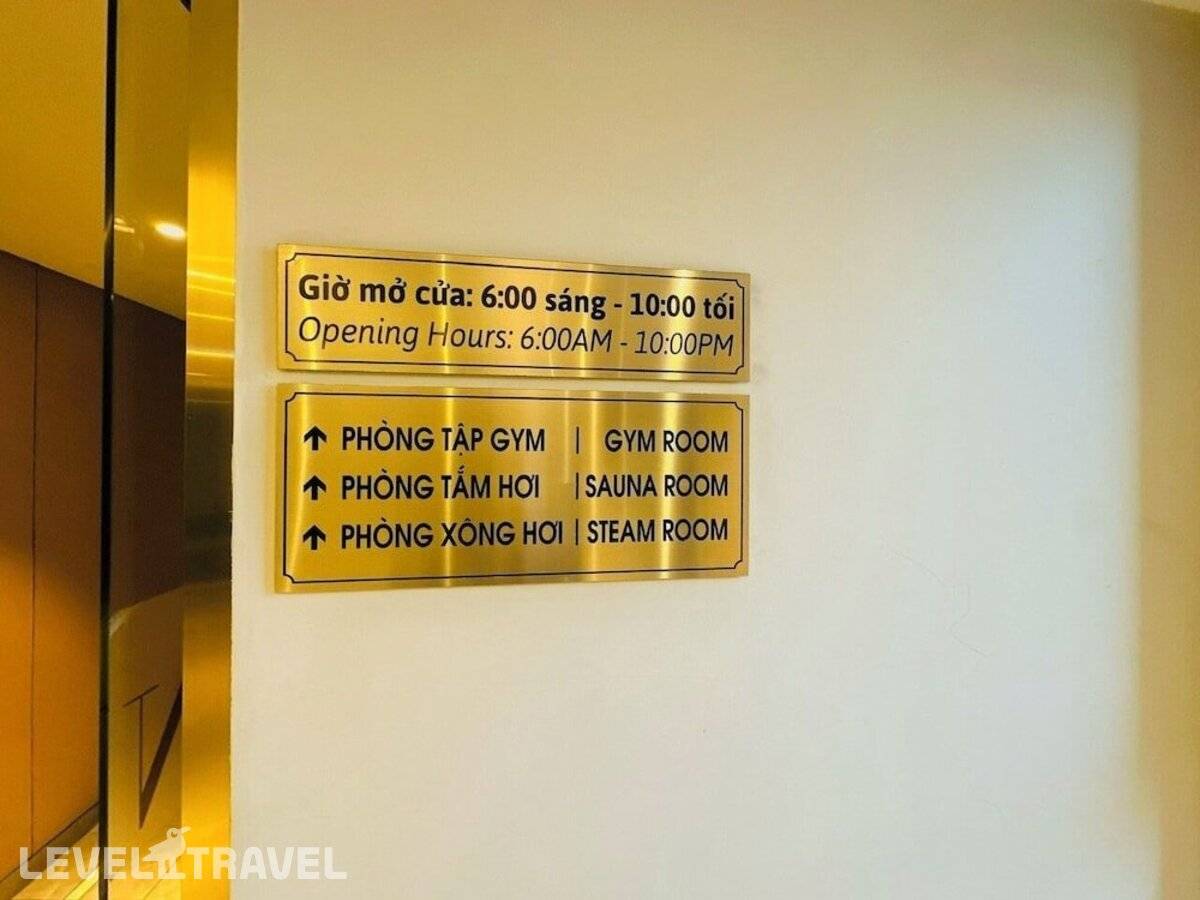 Giờ mở cửa: 6:00 sáng - 10:00 tối
Opening Hours: 6:00AM - 10:00PM
↑ PHÒNG TẬP GYM | GYM ROOM
↑ PHÒNG TẮM HƠI | SAUNA ROOM
↑ PHÒNG XÔNG HƠI | STEAM ROOM
LEVEL TRAVEL